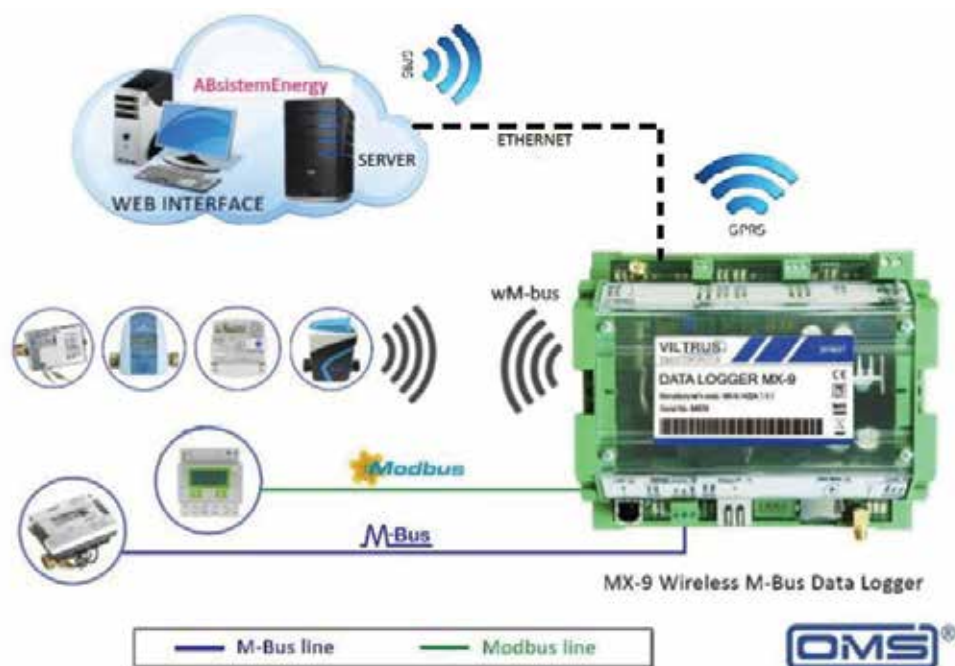 GPRS
ABsistemEnergy
ETHERNET
SERVER
WEB INTERFACE
GPRS
wM-bus
VILTRUS
DATA LOGGER MX-9
Modbus
M-Bus
MX-9 Wireless M-Bus Data Logger
M-Bus line
Modbus line
OMS®